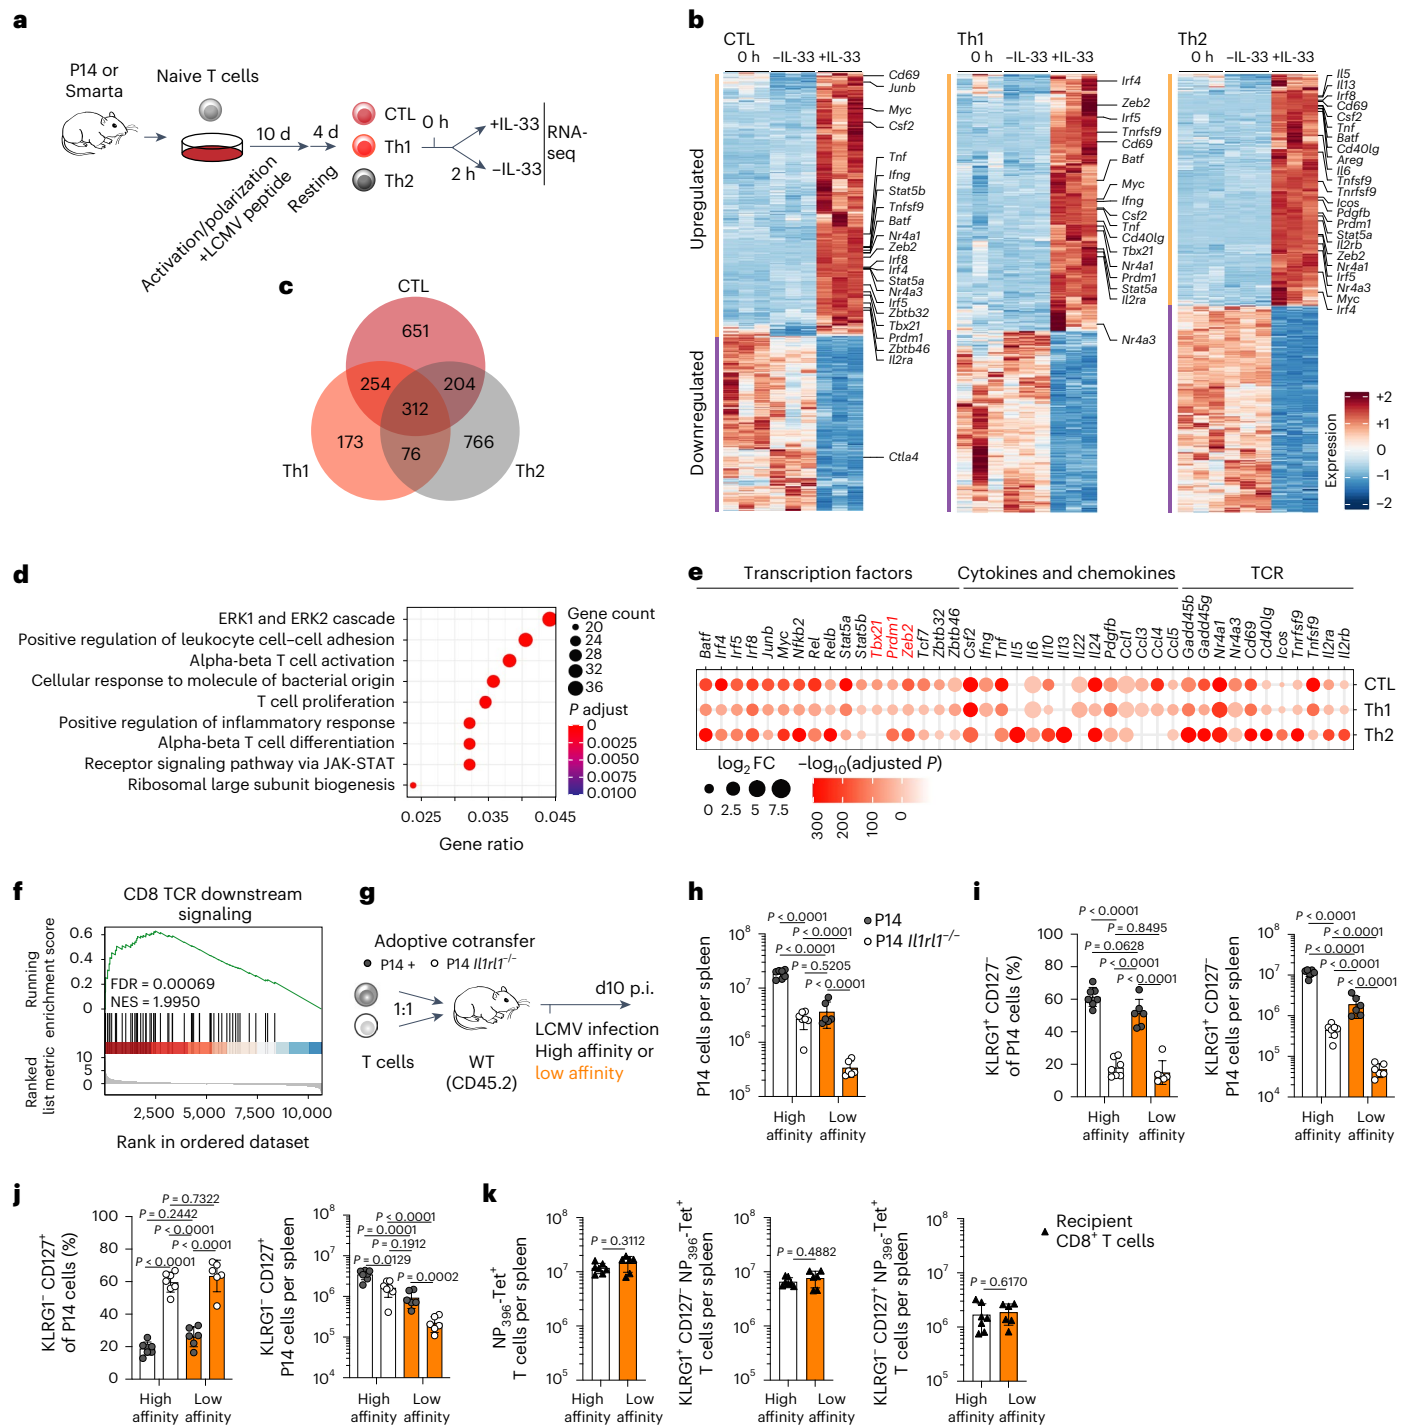 a
P14 or
Smarta
Naive T cells
10 d
4 d
Activation/polarization
+LCMV peptide
Resting
CTL
Th1
Th2
0 h
2 h
+IL-33
–IL-33
RNA-
seq
b
CTL
0 h –IL-33 +IL-33
Th1
0 h –IL-33 +IL-33
Th2
0 h –IL-33 +IL-33
Upregulated
Downregulated
Cd69
Junb
Myc
Csf2
Tnf
Ifng
Stat5b
Tnfsf9
Batf
Nr4a1
Zeb2
Irf8
Irf4
Stat5a
Nr4a3
Irf5
Zbtb32
Tbx21
Prdm1
Zbtb46
Il2ra
Ctla4
Irf4
Zeb2
Irf5
Tnrfsf9
Cd69
Batf
Myc
Ifng
Csf2
Tnf
Cd40lg
Tbx21
Nr4a1
Prdm1
Stat5a
Il2ra
Nr4a3
Il5
Il13
Irf8
Cd69
Csf2
Tnf
Batf
Cd40lg
Areg
Il6
Tnfsf9
Tnrfsf9
Icos
Pdgfb
Prdm1
Stat5a
Il2rb
Zeb2
Nr4a1
Irf5
Nr4a3
Myc
Irf4
Expression
+2
+1
0
–1
–2
c
CTL
651
254
204
312
173
76
766
Th1
Th2
d
ERK1 and ERK2 cascade
Positive regulation of leukocyte cell–cell adhesion
Alpha-beta T cell activation
Cellular response to molecule of bacterial origin
T cell proliferation
Positive regulation of inflammatory response
Alpha-beta T cell differentiation
Receptor signaling pathway via JAK-STAT
Ribosomal large subunit biogenesis
0.025 0.035 0.045
Gene ratio
Gene count
20
24
28
32
36
P adjust
0
0.0025
0.0050
0.0075
0.0100
e
Transcription factors
Cytokines and chemokines
TCR
Batf Irf4 Irf5 Irf8 Junb Myc Nfkb2 Rel Relb Stat5a Stat5b Tbx21 Prdm1 Zeb2 Tcf7 Zbtb32 Zbtb46 Csf2 Ifng Tnf Il5 Il6 Il10 Il13 Il22 Il24 Pdgfb Ccl1 Ccl3 Ccl4 Ccl5 Gadd45b Gadd45g Nr4a1 Nr4a3 Cd69 Cd40lg Icos Tnrfsf9 Tnfsf9 Il2ra Il2rb
CTL
Th1
Th2
log2 FC
0 2.5 5 7.5
–log10(adjusted P)
300 200 100 0
f
CD8 TCR downstream
signaling
Running
enrichment score
0.6
0.4
0.2
0
FDR = 0.00069
NES = 1.9950
Ranked
list metric
10
5
0
2,500 5,000 7,500 10,000
Rank in ordered dataset
g
Adoptive cotransfer
P14 + P14 Il1rl1−/−
1:1
T cells
WT
(CD45.2)
d10 p.i.
LCMV infection
High affinity or
low affinity
h
P14 cells per spleen
10^8
10^7
10^6
10^5
P < 0.0001
P < 0.0001
P < 0.0001
P = 0.5205
P < 0.0001
High
affinity
Low
affinity
P14
P14 Il1rl1−/−
i
KLRG1+ CD127−
of P14 cells (%)
100
80
60
40
20
0
P < 0.0001
P = 0.8495
P = 0.0628
P < 0.0001
P < 0.0001
High
affinity
Low
affinity
KLRG1+ CD127−
P14 cells per spleen
10^8
10^7
10^6
10^5
10^4
P < 0.0001
P < 0.0001
P < 0.0001
P < 0.0001
P < 0.0001
High
affinity
Low
affinity
j
KLRG1− CD127+
of P14 cells (%)
100
80
60
40
20
0
P = 0.7322
P = 0.2442
P < 0.0001
P < 0.0001
P < 0.0001
High
affinity
Low
affinity
KLRG1− CD127+
P14 cells per spleen
10^8
10^7
10^6
10^5
10^4
P < 0.0001
P = 0.0001
P = 0.1912
P = 0.0129
P = 0.0002
High
affinity
Low
affinity
k
NP396-Tet+
T cells per spleen
10^8
10^7
10^6
10^5
P = 0.3112
High
affinity
Low
affinity
KLRG1+ CD127− NP396-Tet+
T cells per spleen
10^8
10^7
10^6
10^5
P = 0.4882
High
affinity
Low
affinity
KLRG1− CD127+ NP396-Tet+
T cells per spleen
10^8
10^7
10^6
10^5
P = 0.6170
High
affinity
Low
affinity
Recipient
CD8+ T cells